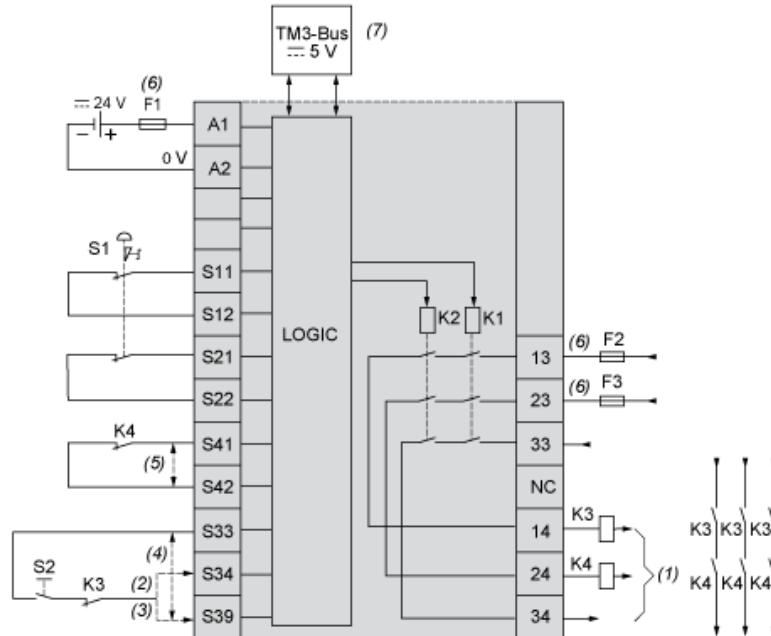 TM3-Bus (7)
5 V
(6)
24 V F1
− +
0 V
A1
A2
S1
S11
S12
S21
S22
K4
S41
(5)
S42
S33
(4)
S2
K3
(2)
S34
(3)
S39
LOGIC
K2 K1
13 (6) F2
23 (6) F3
33
NC
14 K3
24 K4
34
(1)
K3 K3 K3
K4 K4 K4